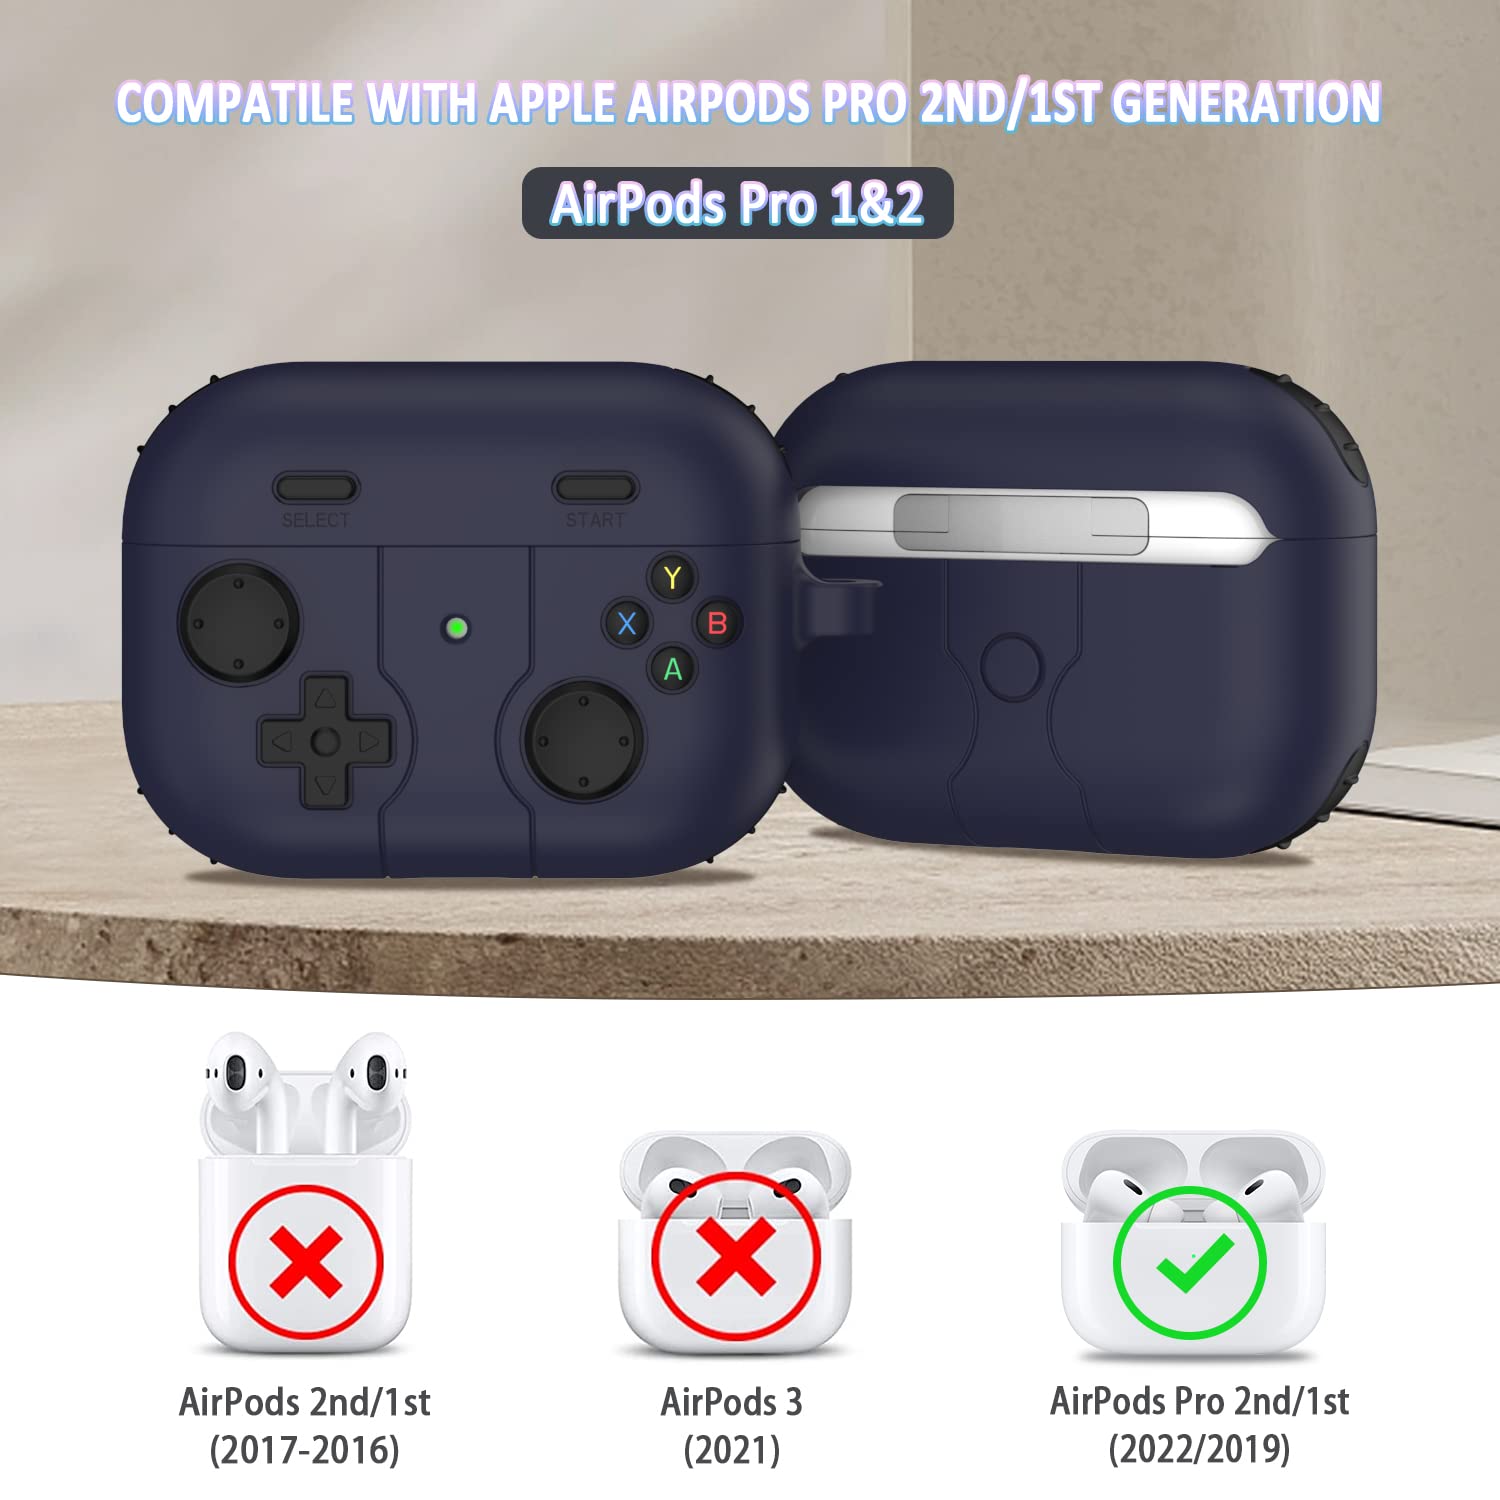 COMPATILE WITH APPLE AIRPODS PRO 2ND/1ST GENERATION
AirPods Pro 1&2
SELECT
START
Y
X B
A
AirPods 2nd/1st
(2017-2016)
AirPods 3
(2021)
AirPods Pro 2nd/1st
(2022/2019)